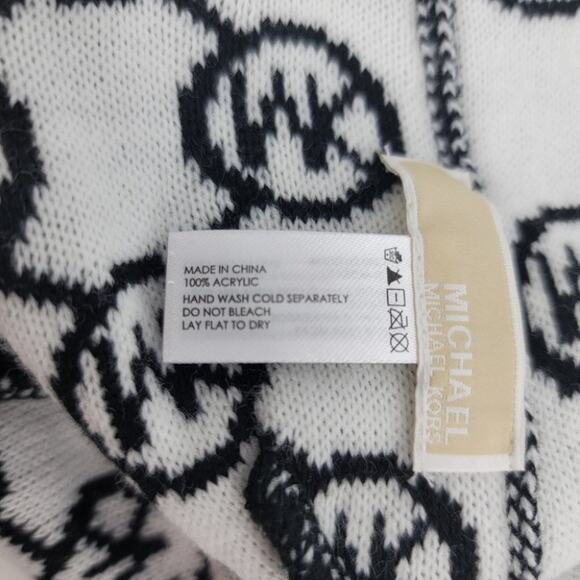 MADE IN CHINA
100% ACRYLIC
HAND WASH COLD SEPARATELY
DO NOT BLEACH
LAY FLAT TO DRY
MICHAEL
MICHAEL KORS